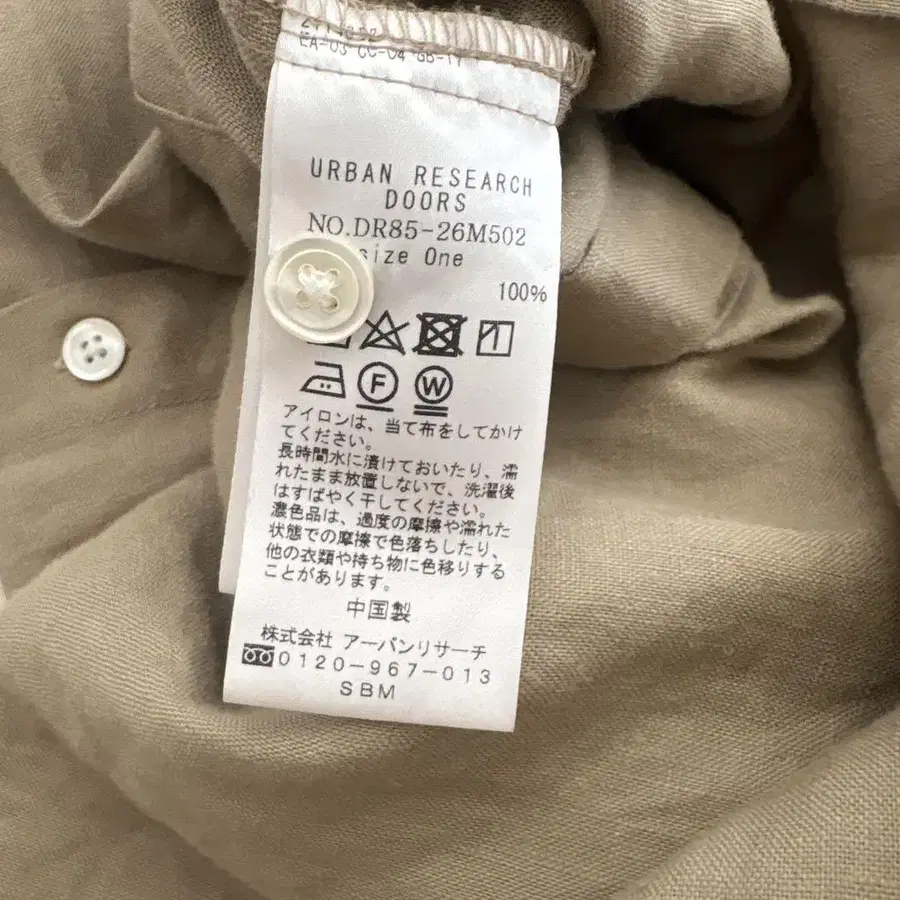 EA-03 CC-04 GB-17
URBAN RESEARCH
DOORS
NO.DR85-26M502
size One
100%
F W
アイロンは、当て布をしてかけ
てください。
長時間水に漬けておいたり、濡
れたまま放置しないで、洗濯後
はすばやく干してください。
濃色品は、過度の摩擦や濡れた
状態での摩擦で色落ちしたり、
他の衣類や持ち物に色移りする
ことがあります。
中国製
株式会社 アーバンリサーチ
0120-967-013
SBM